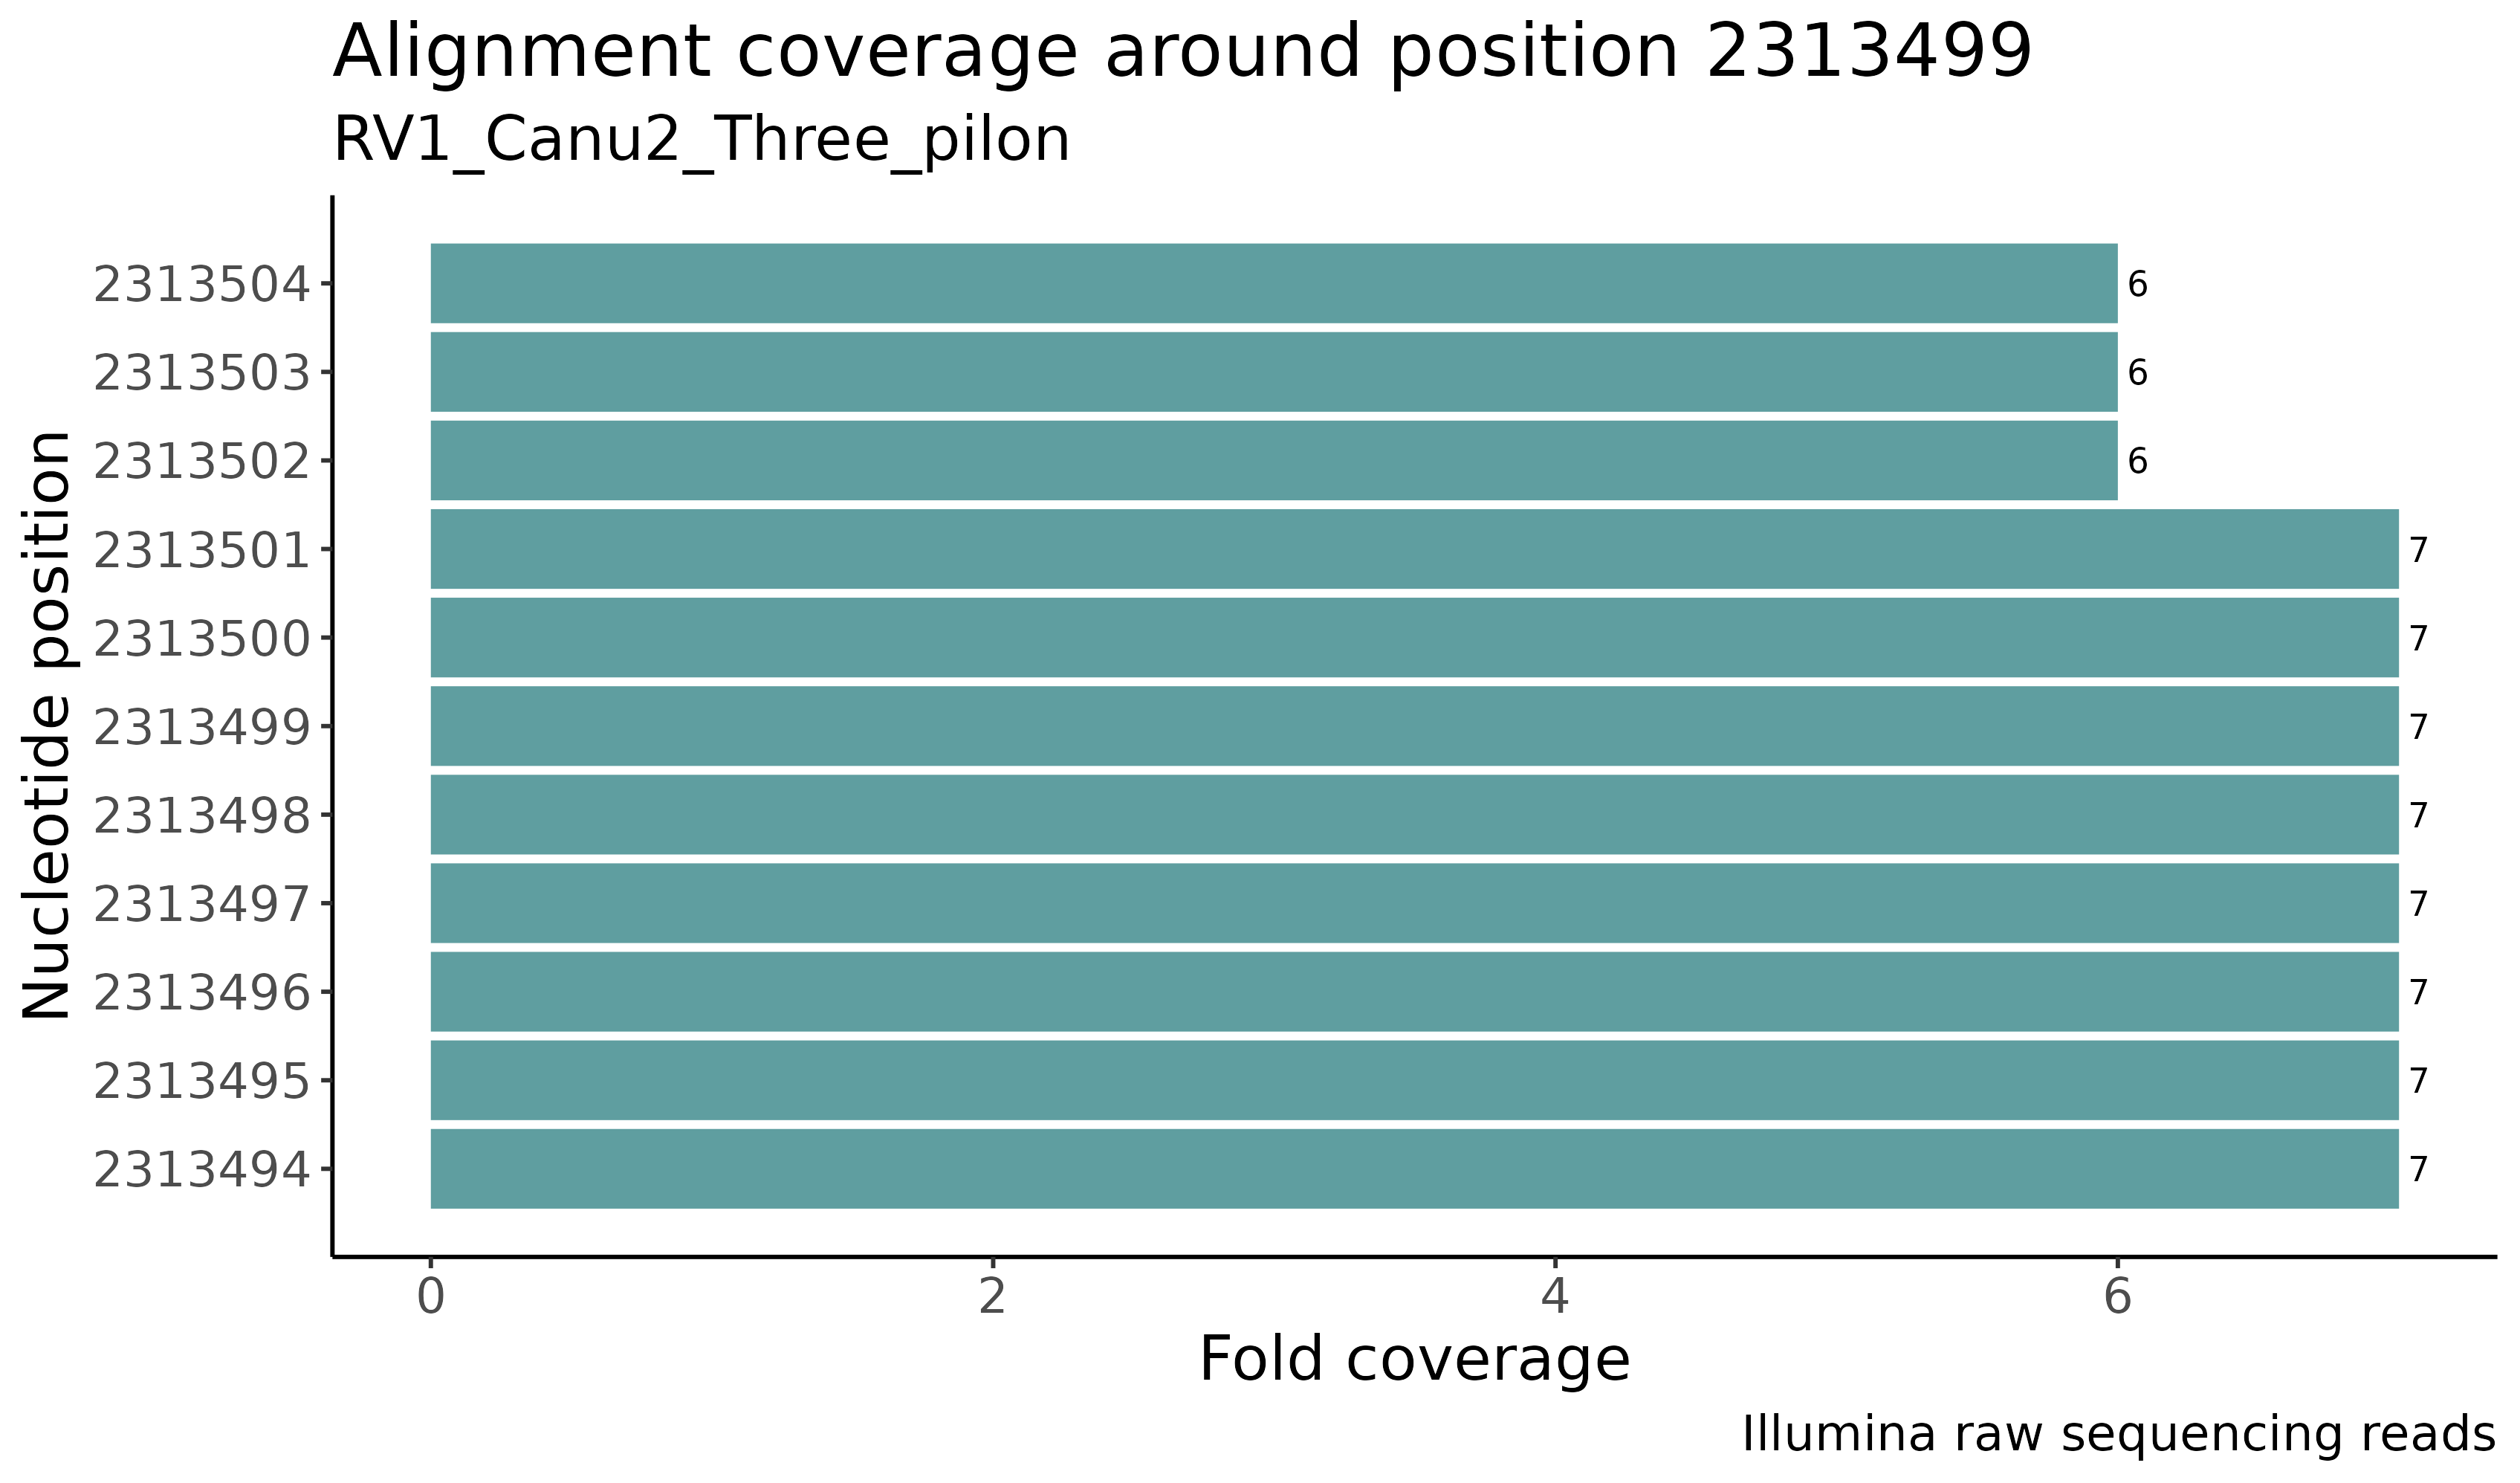 Alignment coverage around position 2313499
RV1_Canu2_Three_pilon
Nucleotide position
2313504 6
2313503 6
2313502 6
2313501 7
2313500 7
2313499 7
2313498 7
2313497 7
2313496 7
2313495 7
2313494 7
0 2 4 6
Fold coverage
Illumina raw sequencing reads